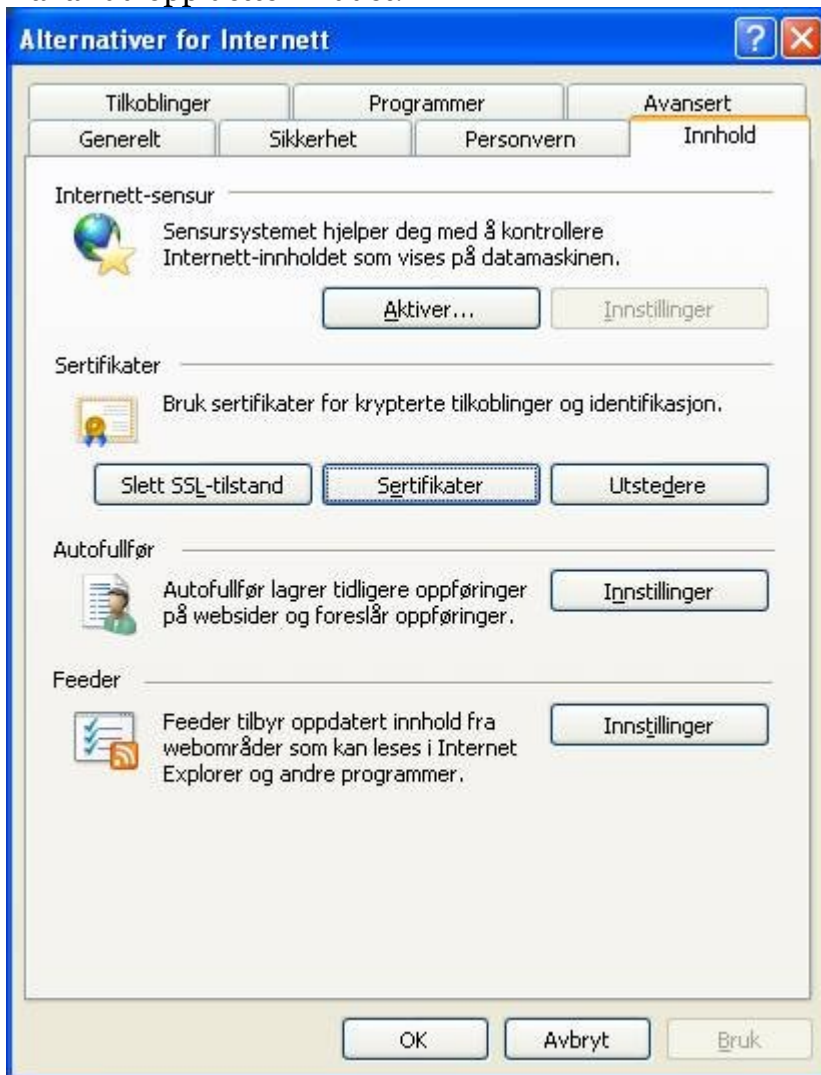 Alternativer for Internett
Tilkoblinger Programmer Avansert
Generelt Sikkerhet Personvern Innhold
Internett-sensur
Sensursystemet hjelper deg med å kontrollere
Internett-innholdet som vises på datamaskinen.
Aktiver... Innstillinger
Sertifikater
Bruk sertifikater for krypterte tilkoblinger og identifikasjon.
Slett SSL-tilstand Sertifikater Utstedere
Autofullfør
Autofullfør lagrer tidligere oppføringer
på websider og foreslår oppføringer.
Innstillinger
Feeder
Feeder tilbyr oppdatert innhold fra
webområder som kan leses i Internet
Explorer og andre programmer.
Innstillinger
OK Avbryt Bruk